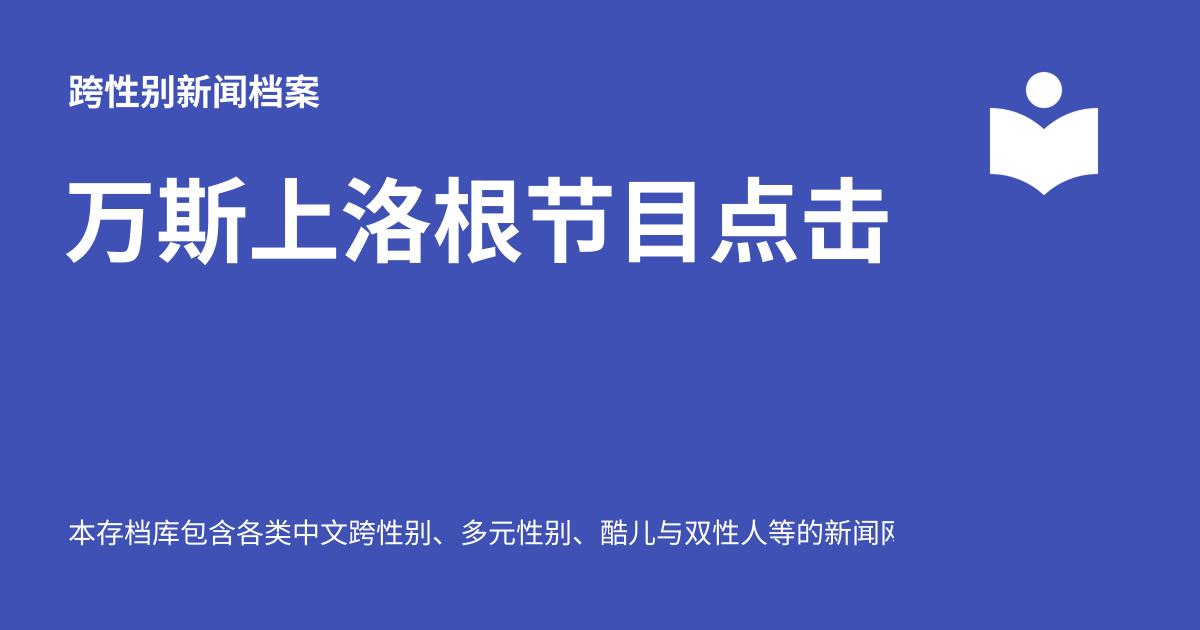 跨性别新闻档案
万斯上洛根节目点击
本存档库包含各类中文跨性别、多元性别、酷儿与双性人等的新闻